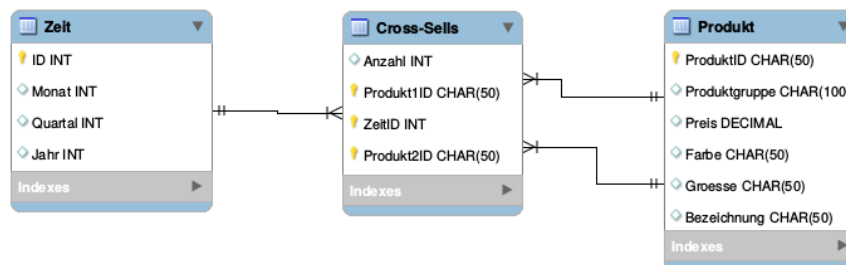 Zeit
ID INT
Monat INT
Quartal INT
Jahr INT
Indexes
Cross-Sells
Anzahl INT
Produkt1ID CHAR(50)
ZeitID INT
Produkt2ID CHAR(50)
Indexes
Produkt
ProduktID CHAR(50)
Produktgruppe CHAR(100
Preis DECIMAL
Farbe CHAR(50)
Groesse CHAR(50)
Bezeichnung CHAR(50)
Indexes